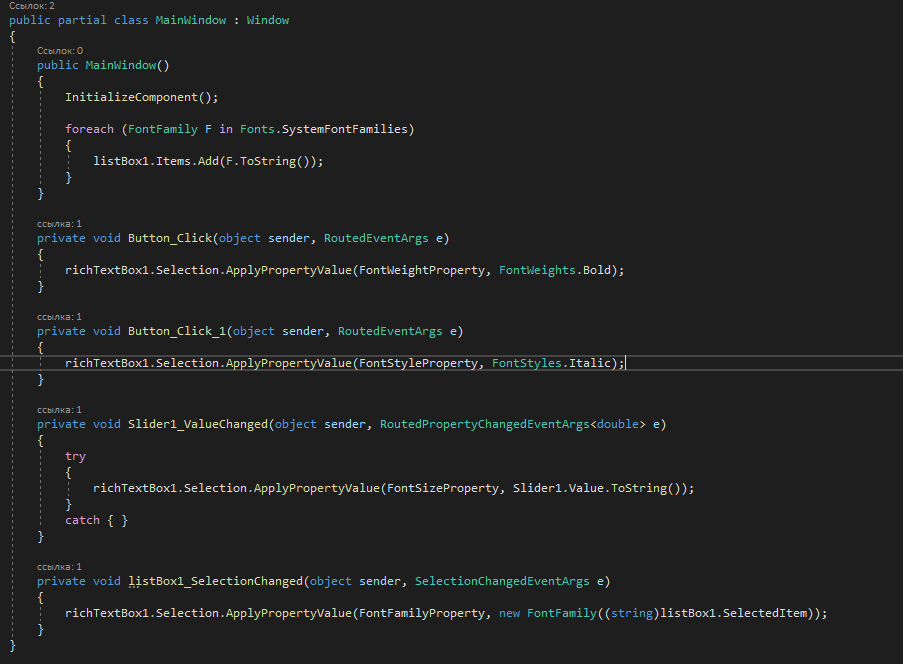 Ссылок: 2
public partial class MainWindow : Window
{
Ссылок: 0
public MainWindow()
{
InitializeComponent();
foreach (FontFamily F in Fonts.SystemFontFamilies)
{
listBox1.Items.Add(F.ToString());
}
}
ссылка: 1
private void Button_Click(object sender, RoutedEventArgs e)
{
richTextBox1.Selection.ApplyPropertyValue(FontWeightProperty, FontWeights.Bold);
}
ссылка: 1
private void Button_Click_1(object sender, RoutedEventArgs e)
{
richTextBox1.Selection.ApplyPropertyValue(FontStyleProperty, FontStyles.Italic);
}
ссылка: 1
private void Slider1_ValueChanged(object sender, RoutedPropertyChangedEventArgs<double> e)
{
try
{
richTextBox1.Selection.ApplyPropertyValue(FontSizeProperty, Slider1.Value.ToString());
}
catch { }
}
ссылка: 1
private void listBox1_SelectionChanged(object sender, SelectionChangedEventArgs e)
{
richTextBox1.Selection.ApplyPropertyValue(FontFamilyProperty, new FontFamily((string)listBox1.SelectedItem));
}
}